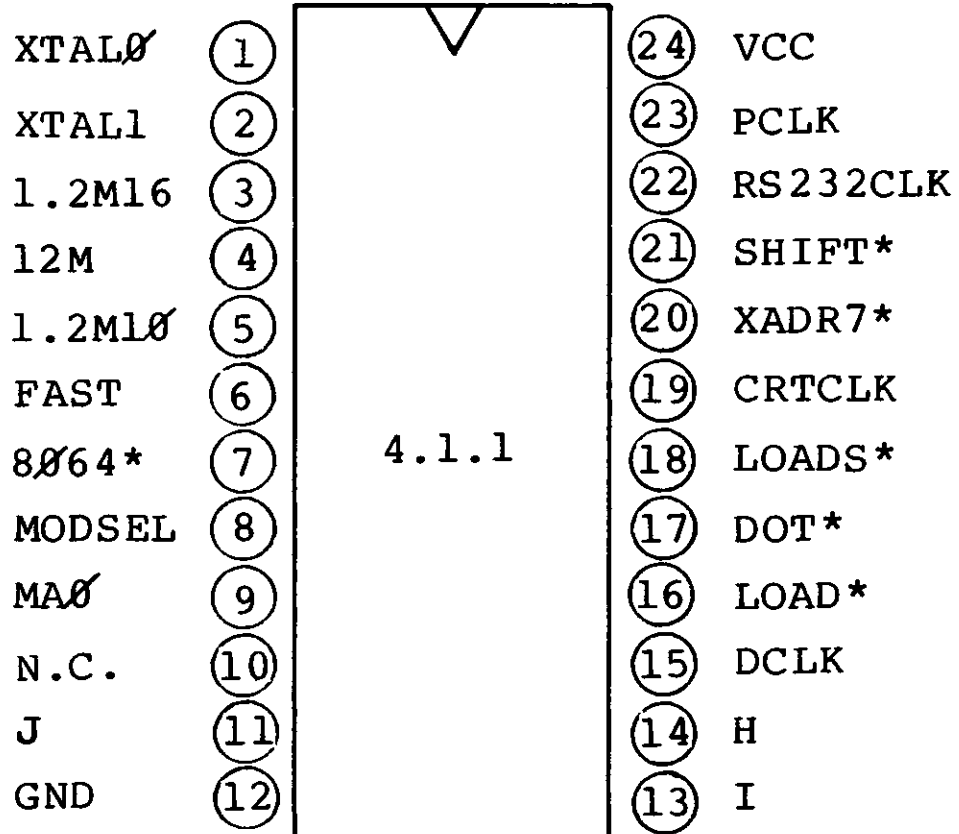 XTAL0 1 24 VCC
XTAL1 2 23 PCLK
1.2M16 3 22 RS232CLK
12M 4 21 SHIFT*
1.2M10 5 20 XADR7*
FAST 6 19 CRTCLK
8064* 7 4.1.1 18 LOADS*
MODSEL 8 17 DOT*
MA0 9 16 LOAD*
N.C. 10 15 DCLK
J 11 14 H
GND 12 13 I